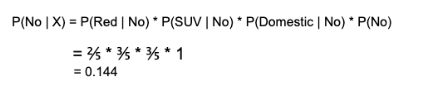 P(No | X) = P(Red | No) * P(SUV | No) * P(Domestic | No) * P(No)
= ⅖ * ⅗ * ⅗ * 1
= 0.144